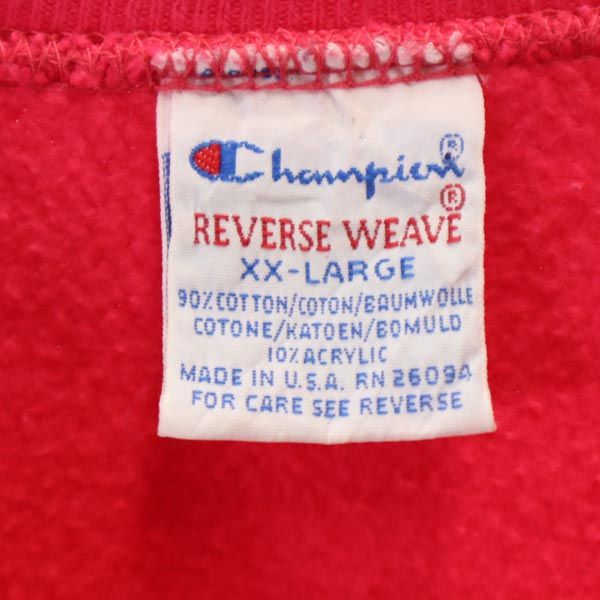 Champion®
REVERSE WEAVE®
XX-LARGE
90% COTTON/COTON/BAUMWOLLE
COTONE/KATOEN/BOMULD
10% ACRYLIC
MADE IN U.S.A. RN 26094
FOR CARE SEE REVERSE